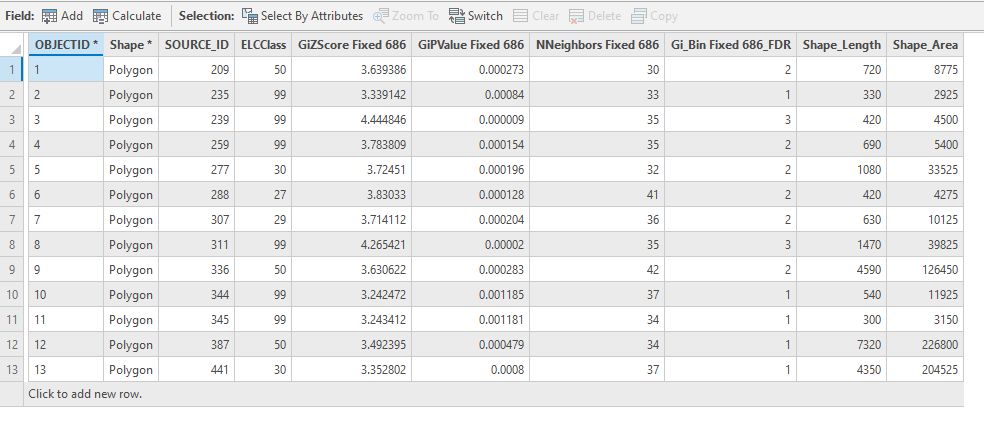 Field: Add Calculate Selection: Select By Attributes Zoom To Switch Clear Delete Copy
OBJECTID * Shape * SOURCE_ID ELCClass GiZScore Fixed 686 GiPValue Fixed 686 NNeighbors Fixed 686 Gi_Bin Fixed 686_FDR Shape_Length Shape_Area
1 1 Polygon 209 50 3.639386 0.000273 30 2 720 8775
2 2 Polygon 235 99 3.339142 0.00084 33 1 330 2925
3 3 Polygon 239 99 4.444846 0.000009 35 3 420 4500
4 4 Polygon 259 99 3.783809 0.000154 35 2 690 5400
5 5 Polygon 277 30 3.72451 0.000196 32 2 1080 33525
6 6 Polygon 288 27 3.83033 0.000128 41 2 420 4275
7 7 Polygon 307 29 3.714112 0.000204 36 2 630 10125
8 8 Polygon 311 99 4.265421 0.00002 35 3 1470 39825
9 9 Polygon 336 50 3.630622 0.000283 42 2 4590 126450
10 10 Polygon 344 99 3.242472 0.001185 37 1 540 11925
11 11 Polygon 345 99 3.243412 0.001181 34 1 300 3150
12 12 Polygon 387 50 3.492395 0.000479 34 1 7320 226800
13 13 Polygon 441 30 3.352802 0.0008 37 1 4350 204525
Click to add new row.